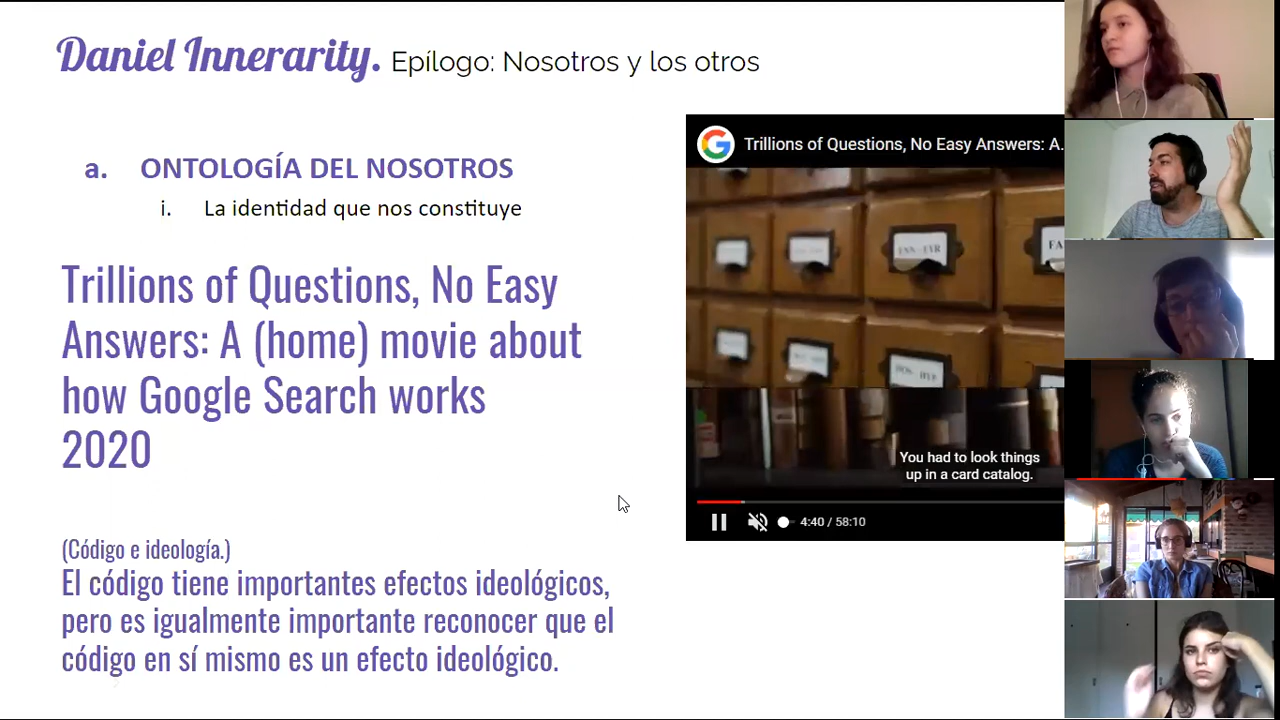 Daniel Innerarity. Epílogo: Nosotros y los otros
a. ONTOLOGÍA DEL NOSOTROS
i. La identidad que nos constituye
Trillions of Questions, No Easy
Answers: A (home) movie about
how Google Search works
2020
(Código e ideología.)
El código tiene importantes efectos ideológicos,
pero es igualmente importante reconocer que el
código en sí mismo es un efecto ideológico.
Trillions of Questions, No Easy Answers: A.
You had to look things
up in a card catalog.
4:40 / 58:10